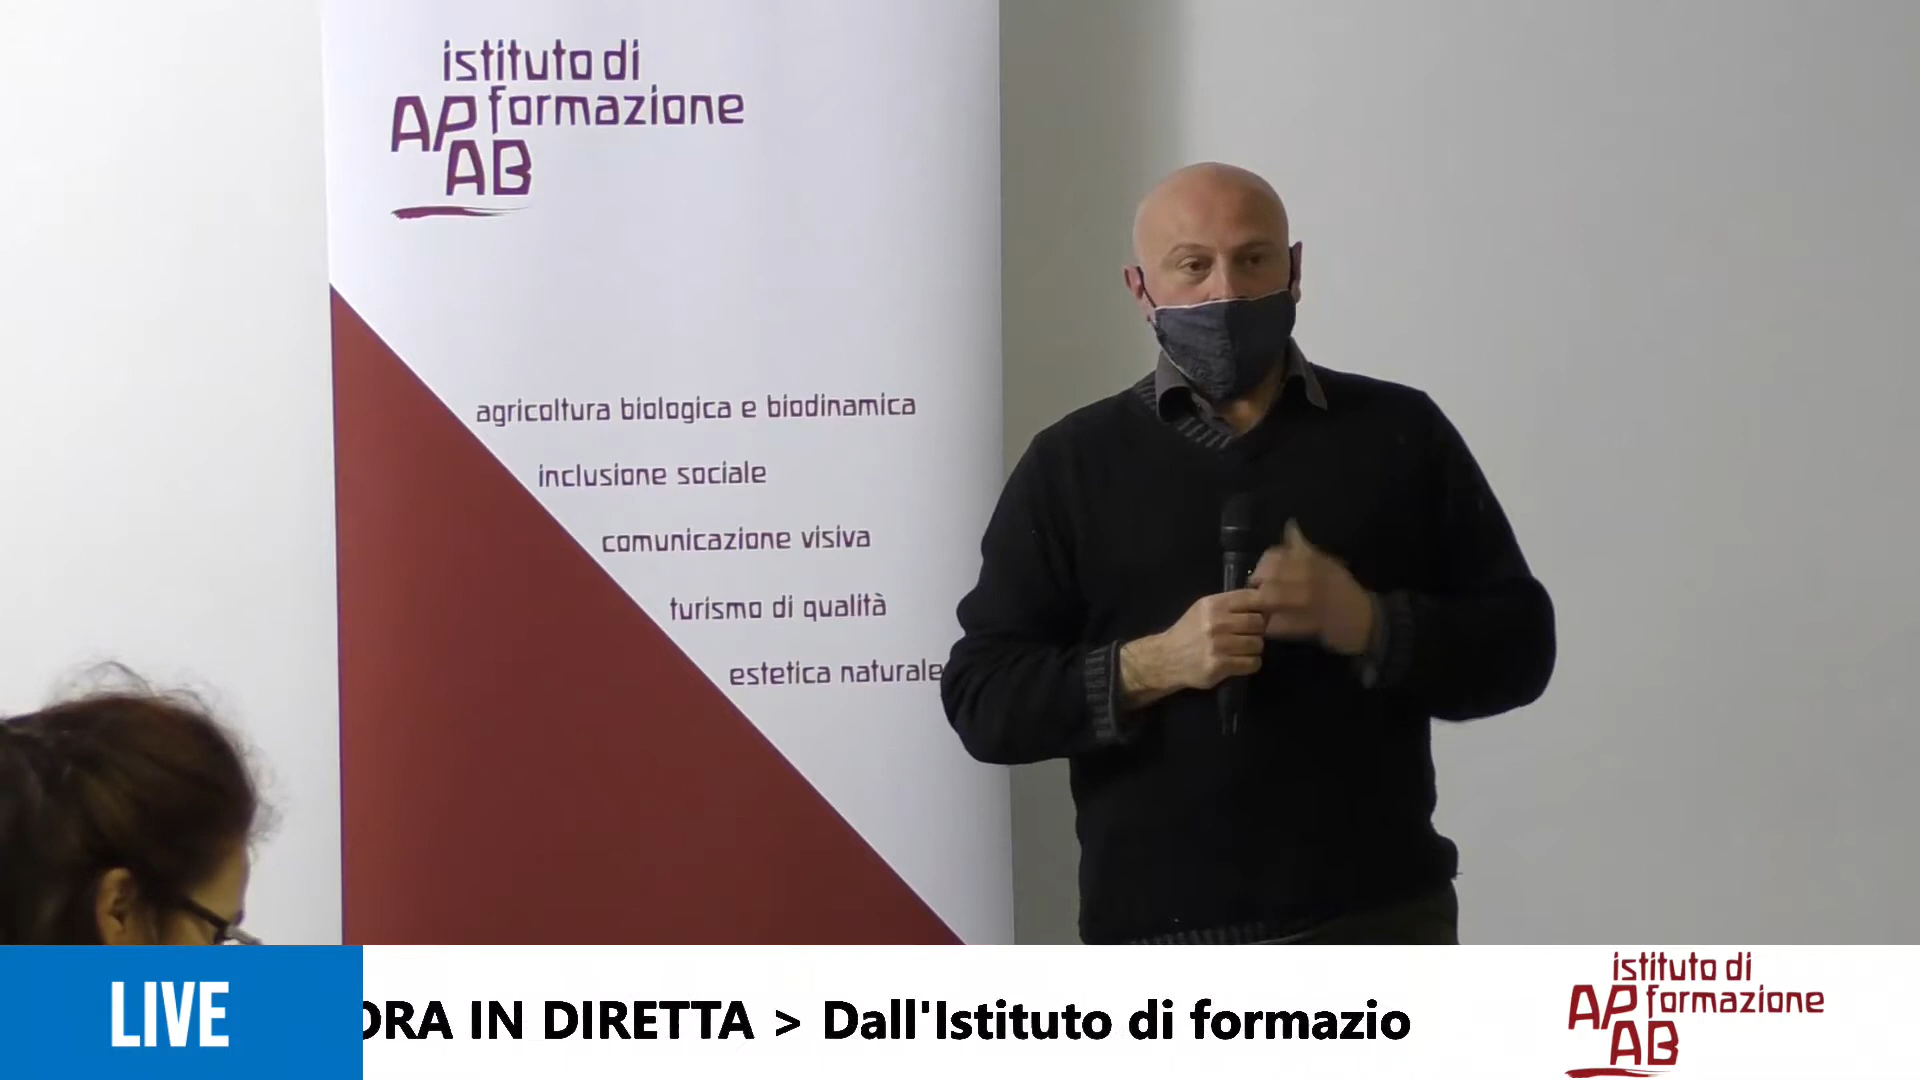 istituto di
formazione
AP
AB
agricoltura biologica e biodinamica
inclusione sociale
comunicazione visiva
turismo di qualità
estetica naturale
LIVE
ORA IN DIRETTA > Dall'Istituto di formazio
istituto di
formazione
AP
AB